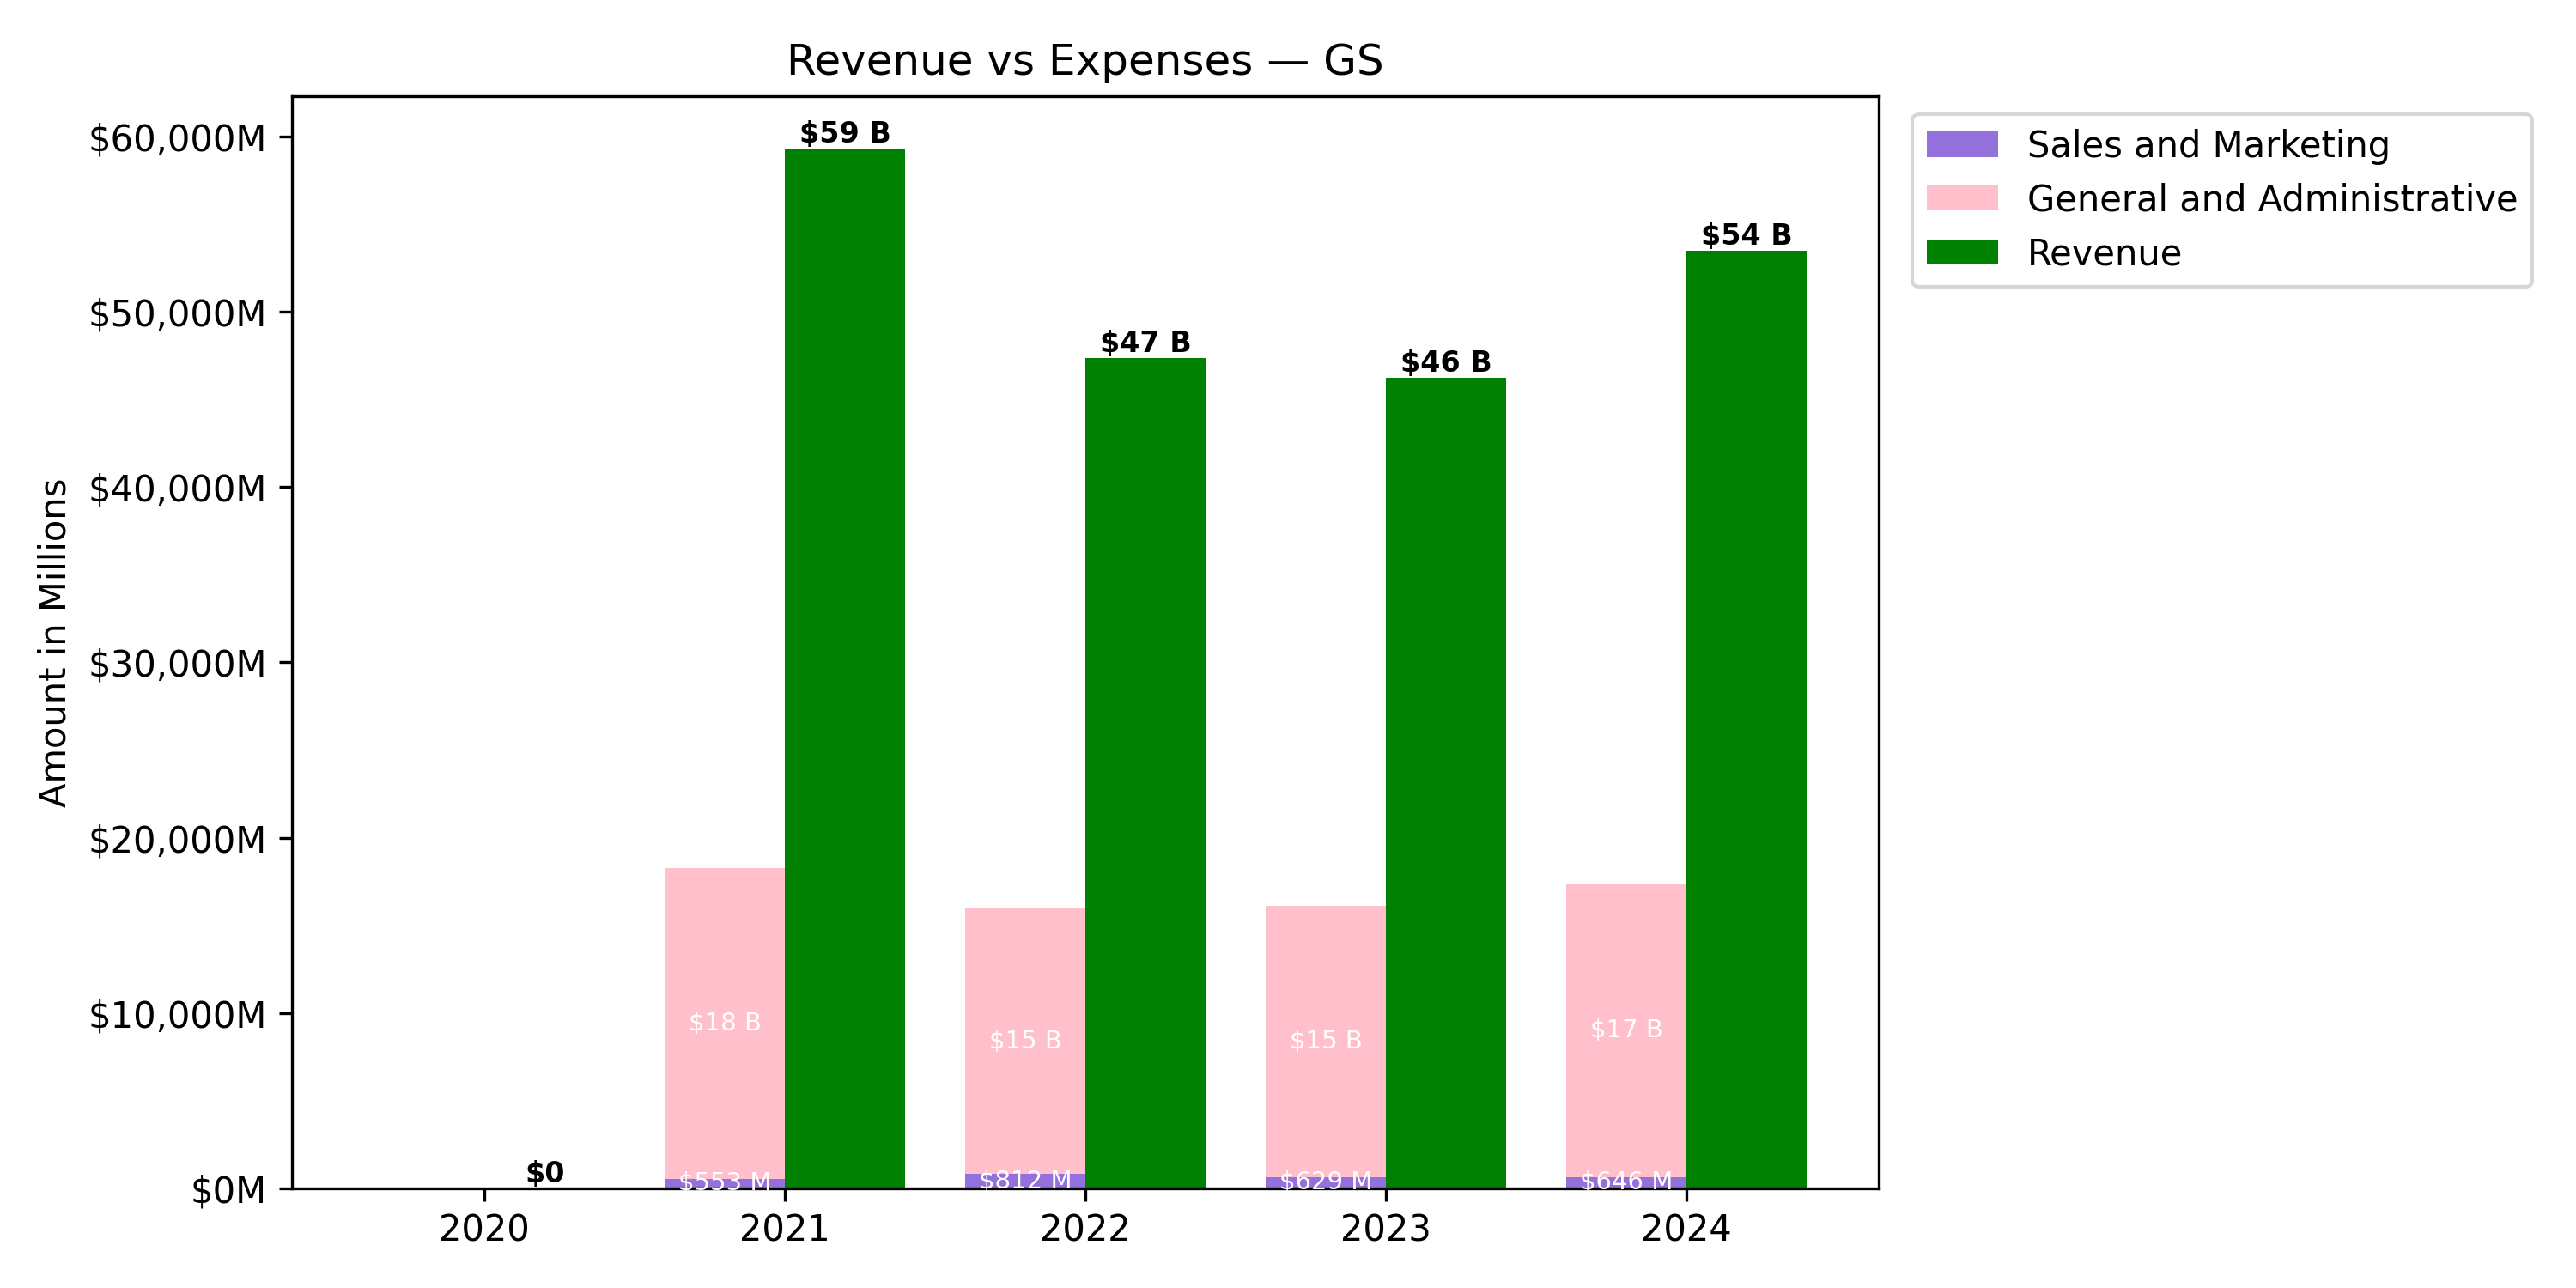 Revenue vs Expenses — GS
Amount in Millions
$60,000M
$50,000M
$40,000M
$30,000M
$20,000M
$10,000M
$0M
$0
$59 B
$18 B
$553 M
$47 B
$15 B
$812 M
$46 B
$15 B
$629 M
$54 B
$17 B
$646 M
2020
2021
2022
2023
2024
Sales and Marketing
General and Administrative
Revenue